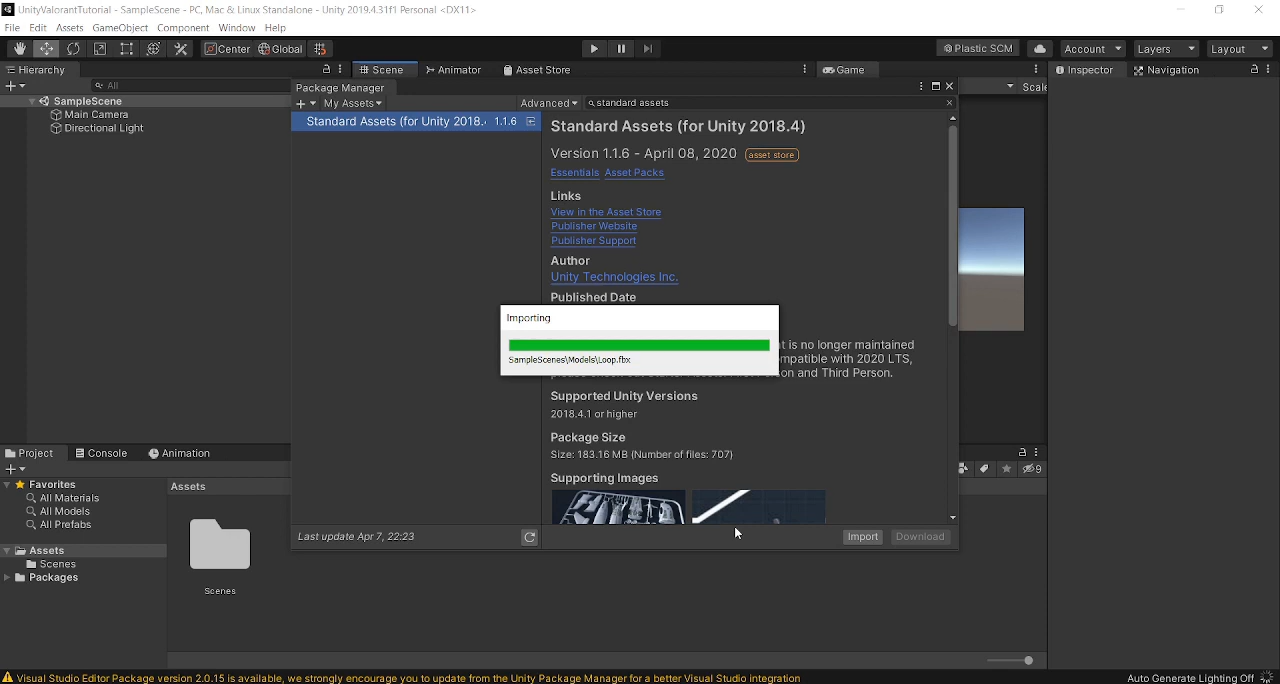 UnityValorantTutorial - SampleScene - PC, Mac & Linux Standalone - Unity 2019.4.31f1 Personal <DX11>
File Edit Assets GameObject Component Window Help
Center Global Plastic SCM Account Layers Layout
Hierarchy Scene Animator Asset Store Game Inspector Navigation
All
Package Manager
Scale
My Assets Advanced standard assets
SampleScene
Main Camera
Directional Light
Standard Assets (for Unity 2018. 1.1.6
Standard Assets (for Unity 2018.4)
Version 1.1.6 - April 08, 2020 asset store
Essentials Asset Packs
Links
View in the Asset Store
Publisher Website
Publisher Support
Author
Unity Technologies Inc.
Published Date
Importing
SampleScenes\Models\Loop.fbx
t is no longer maintained
mpatible with 2020 LTS,
on and Third Person.
Supported Unity Versions
2018.4.1 or higher
Package Size
Size: 183.16 MB (Number of files: 707)
Supporting Images
Last update Apr 7, 22:23
Import Download
Project Console Animation
9
Favorites
All Materials
All Models
All Prefabs
Assets
Scenes
Packages
Assets
Scenes
Visual Studio Editor Package version 2.0.15 is available, we strongly encourage you to update from the Unity Package Manager for a better Visual Studio integration
Auto Generate Lighting Off